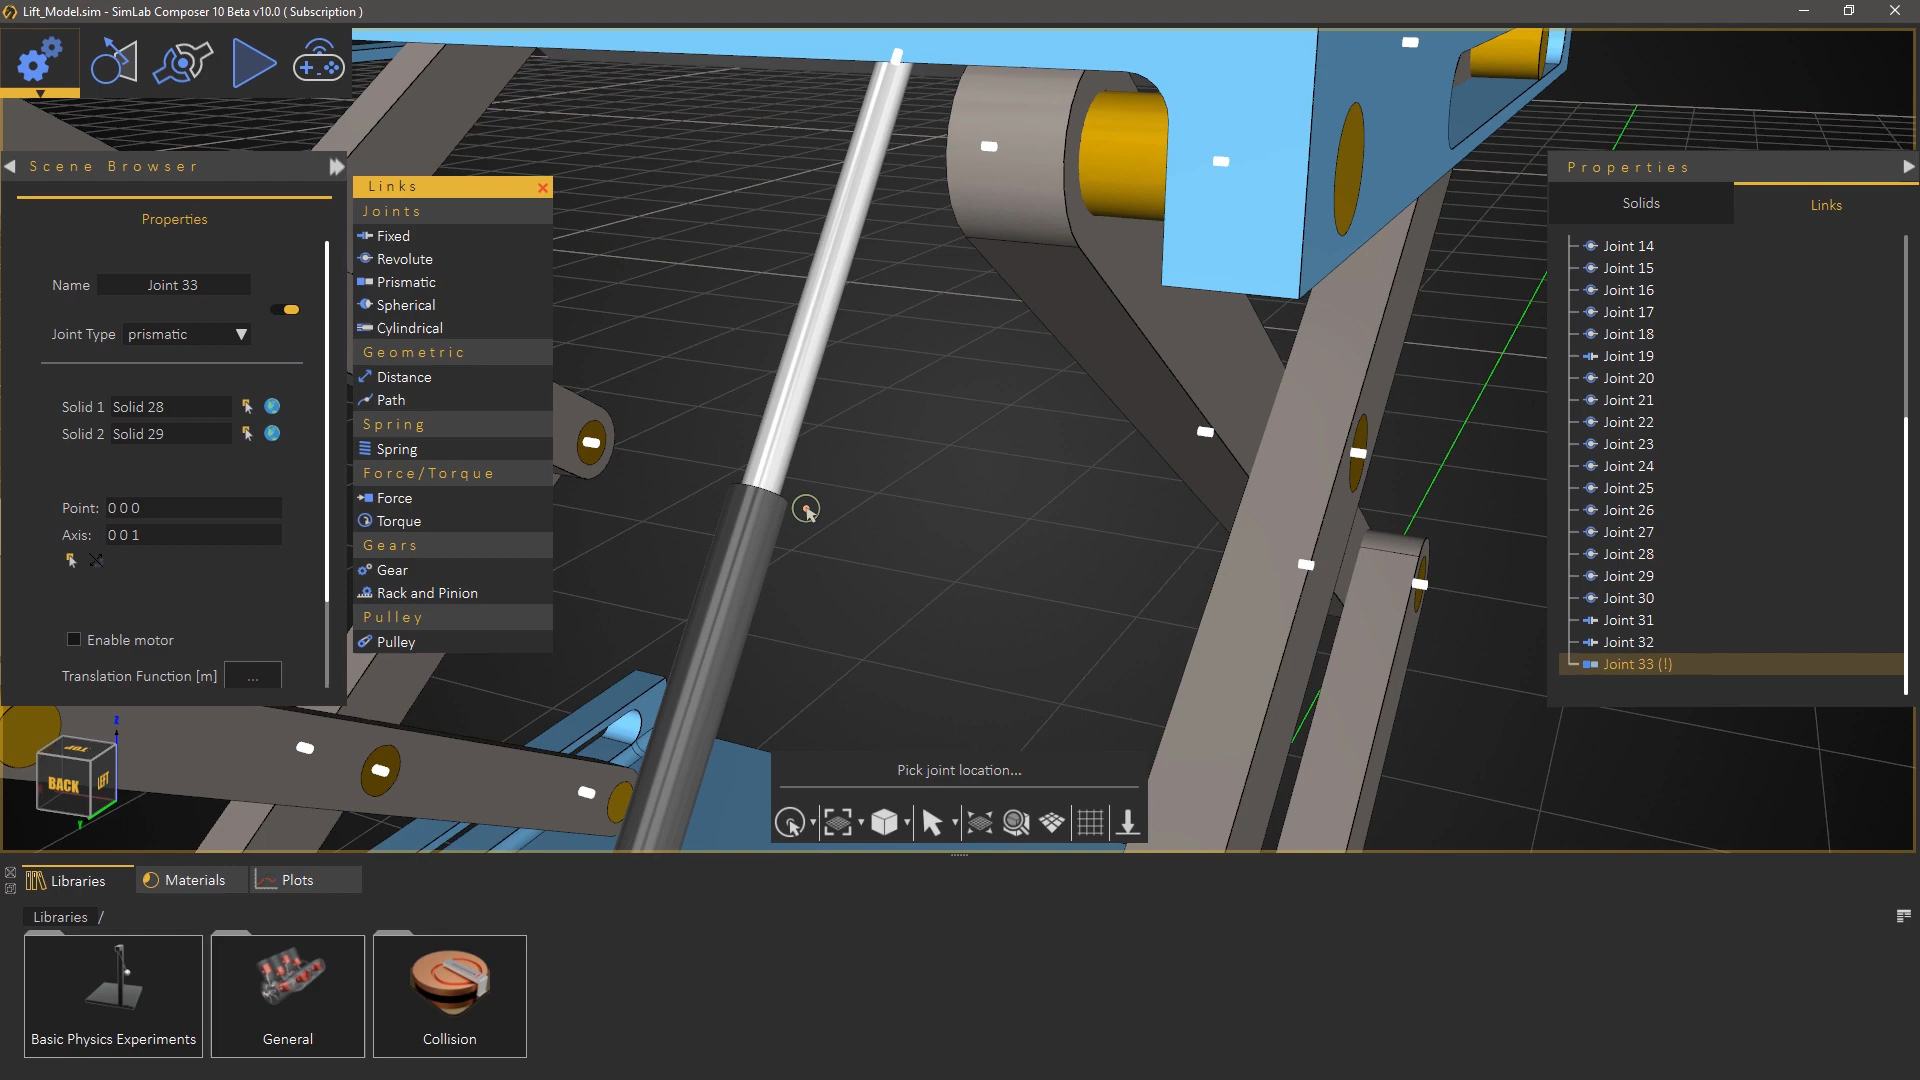 Lift_Model.sim - SimLab Composer 10 Beta v10.0 ( Subscription )
Scene Browser
Properties
Name Joint 33
Joint Type prismatic
Solid 1 Solid 28
Solid 2 Solid 29
Point: 0 0 0
Axis: 0 0 1
Enable motor
Translation Function [m] ...
Links
Joints
Fixed
Revolute
Prismatic
Spherical
Cylindrical
Geometric
Distance
Path
Spring
Spring
Force/Torque
Force
Torque
Gears
Gear
Rack and Pinion
Pulley
Pulley
Properties
Solids Links
Joint 14
Joint 15
Joint 16
Joint 17
Joint 18
Joint 19
Joint 20
Joint 21
Joint 22
Joint 23
Joint 24
Joint 25
Joint 26
Joint 27
Joint 28
Joint 29
Joint 30
Joint 31
Joint 32
Joint 33 (!)
z
TOP
BACK
LEFT
y
Pick joint location...
Libraries Materials Plots
Libraries /
Basic Physics Experiments
General
Collision